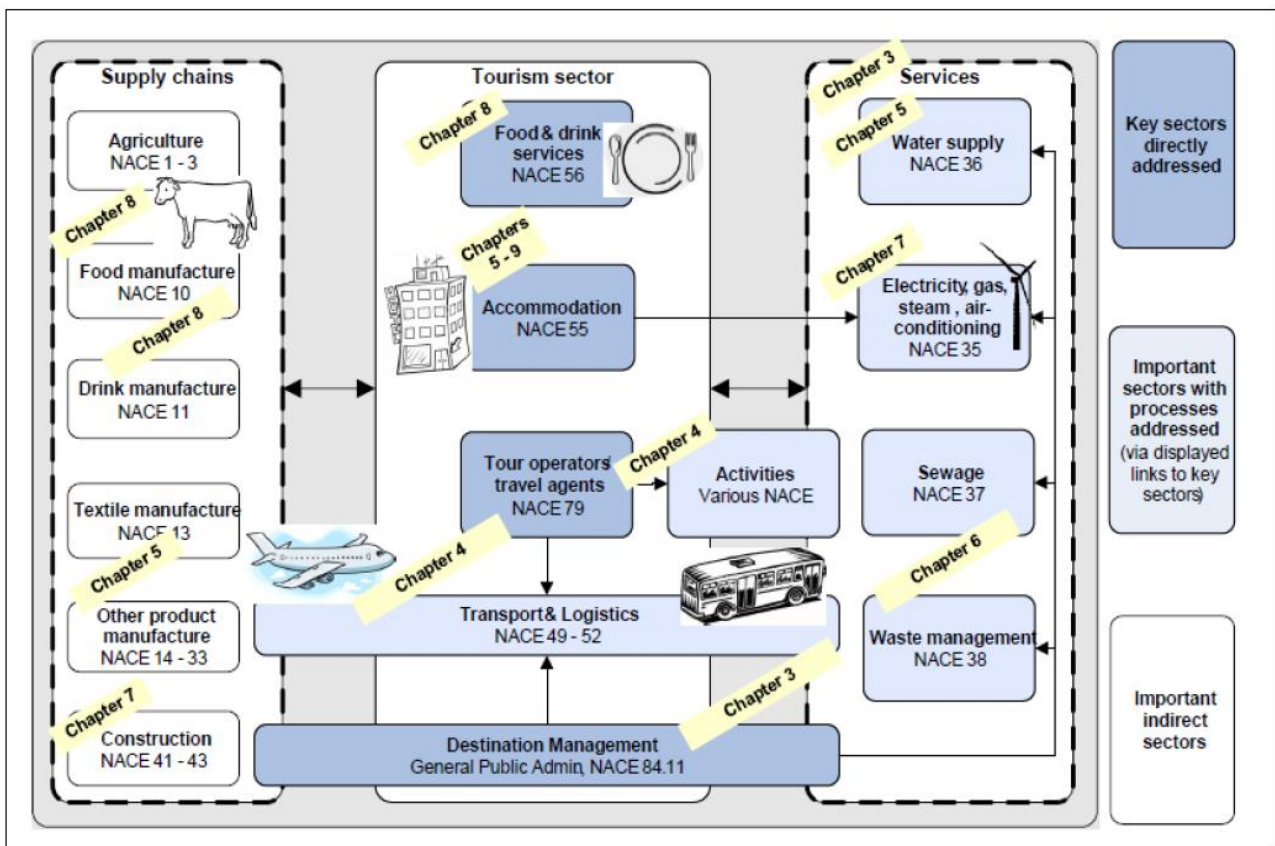 Supply chains
Agriculture
NACE 1 - 3
Chapter 8
Food manufacture
NACE 10
Chapter 8
Drink manufacture
NACE 11
Textile manufacture
NACE 13
Chapter 5
Other product
manufacture
NACE 14 - 33
Chapter 7
Construction
NACE 41 - 43
Tourism sector
Chapter 8
Food & drink
services
NACE 56
Chapters
5 - 9
Accommodation
NACE 55
Tour operators/
travel agents
NACE 79
Chapter 4
Activities
Various NACE
Chapter 4
Transport & Logistics
NACE 49 - 52
Chapter 3
Destination Management
General Public Admin, NACE 84.11
Chapter 3
Services
Chapter 5
Water supply
NACE 36
Chapter 7
Electricity, gas,
steam , air-
conditioning
NACE 35
Sewage
NACE 37
Chapter 6
Waste management
NACE 38
Key sectors
directly
addressed
Important
sectors with
processes
addressed
(via displayed
links to key
sectors)
Important
indirect
sectors